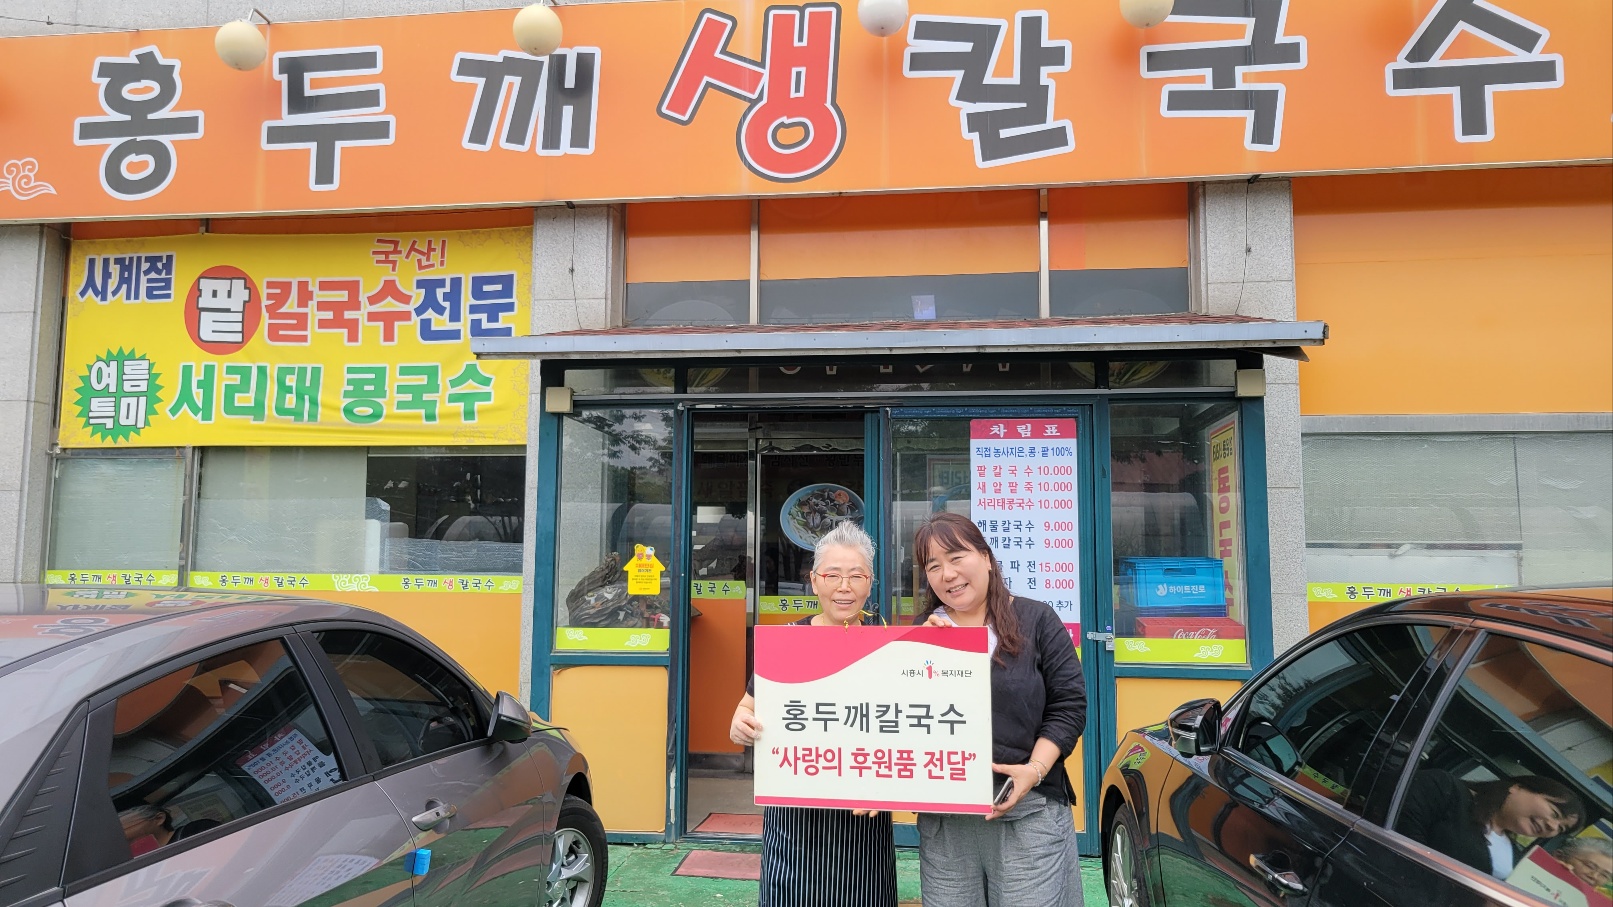 홍두깨생칼국수
사계절
국산!
팥칼국수전문
여름
특미
서리태 콩국수
차림표
직접 농사지은, 콩·팥 100%
팥칼국수 10.000
새알팥죽 10.000
서리태콩국수 10.000
해물칼국수 9.000
깨칼국수 9.000
물파전 15.000
자전 8.000
추가
홍두깨생칼국수
홍두깨생칼국수
홍두깨생칼국수
칼국수
홍두깨
홍두깨생칼국수
하이트진로
Coca-Cola
시흥시 1% 복지재단
홍두깨칼국수
“사랑의 후원품 전달”